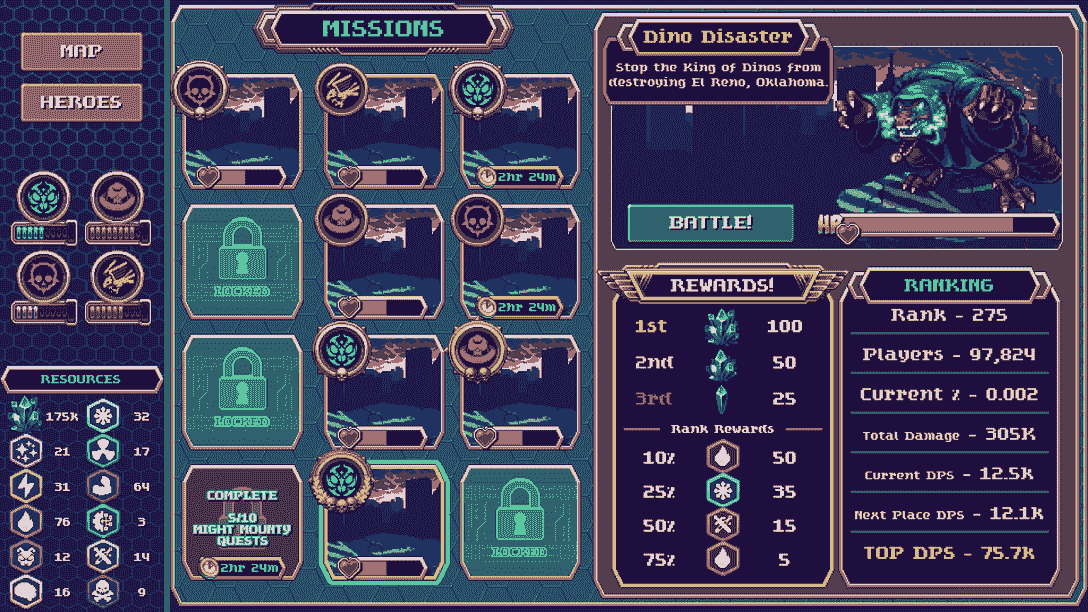 MAP
HEROES
RESOURCES
175K
32
21
17
31
64
76
3
12
14
16
9
MISSIONS
2hr 24m
LOCKED
2hr 24m
LOCKED
COMPLETE
5/10
MIGHT MOUNTY
QUESTS
2hr 24m
LOCKED
Dino Disaster
Stop the King of Dinos from
destroying El Reno, Oklahoma.
BATTLE!
HP
REWARDS!
1st 100
2nd 50
3rd 25
Rank Rewards
10% 50
25% 35
50% 15
75% 5
RANKING
Rank - 275
Players - 97,824
Current % - 0.002
Total Damage - 305K
Current DPS - 12.5K
Next Place DPS - 12.1K
TOP DPS - 75.7K